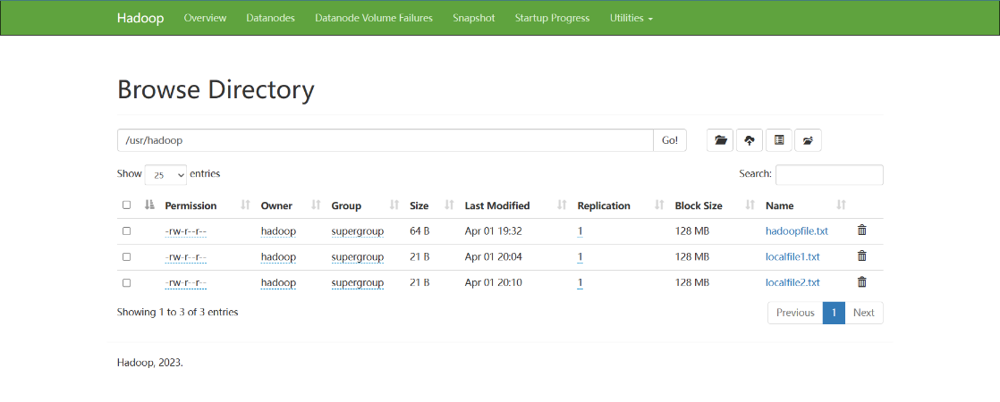 Hadoop Overview Datanodes Datanode Volume Failures Snapshot Startup Progress Utilities
Browse Directory
/usr/hadoop Go!
Show 25 entries Search:
Permission Owner Group Size Last Modified Replication Block Size Name
-rw-r--r-- hadoop supergroup 64 B Apr 01 19:32 1 128 MB hadoopfile.txt
-rw-r--r-- hadoop supergroup 21 B Apr 01 20:04 1 128 MB localfile1.txt
-rw-r--r-- hadoop supergroup 21 B Apr 01 20:10 1 128 MB localfile2.txt
Showing 1 to 3 of 3 entries Previous 1 Next
Hadoop, 2023.